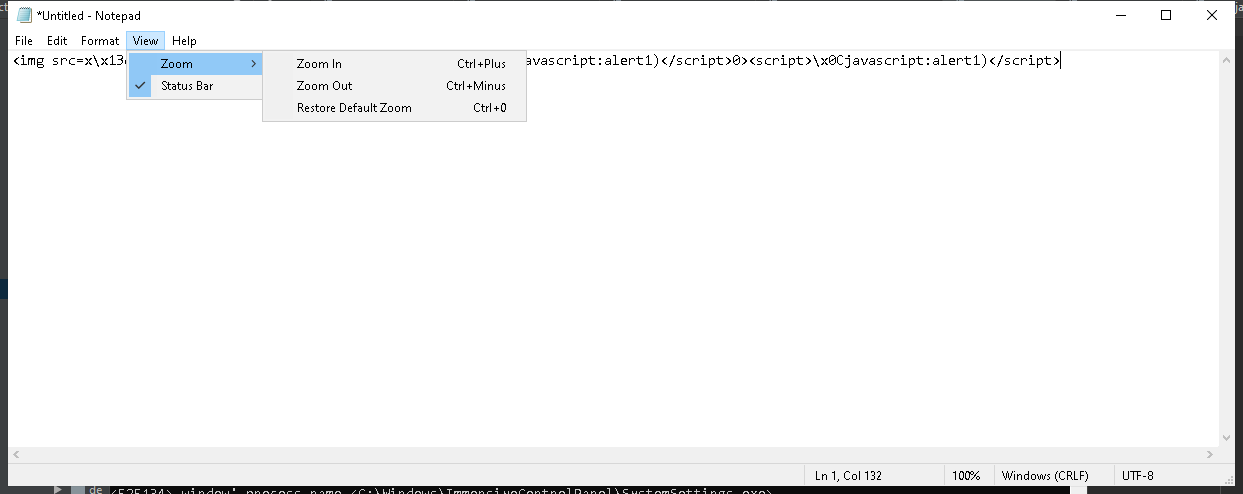 *Untitled - Notepad
File Edit Format View Help
<img src=x\x13 avascript:alert1)</script>0><script>\x0Cjavascript:alert1)</script>
Zoom
Status Bar
Zoom In Ctrl+Plus
Zoom Out Ctrl+Minus
Restore Default Zoom Ctrl+0
Ln 1, Col 132 100% Windows (CRLF) UTF-8
de <525134> window' process name <C:\Windows\ImmersiveControlPanel\SystemSettings.exe>